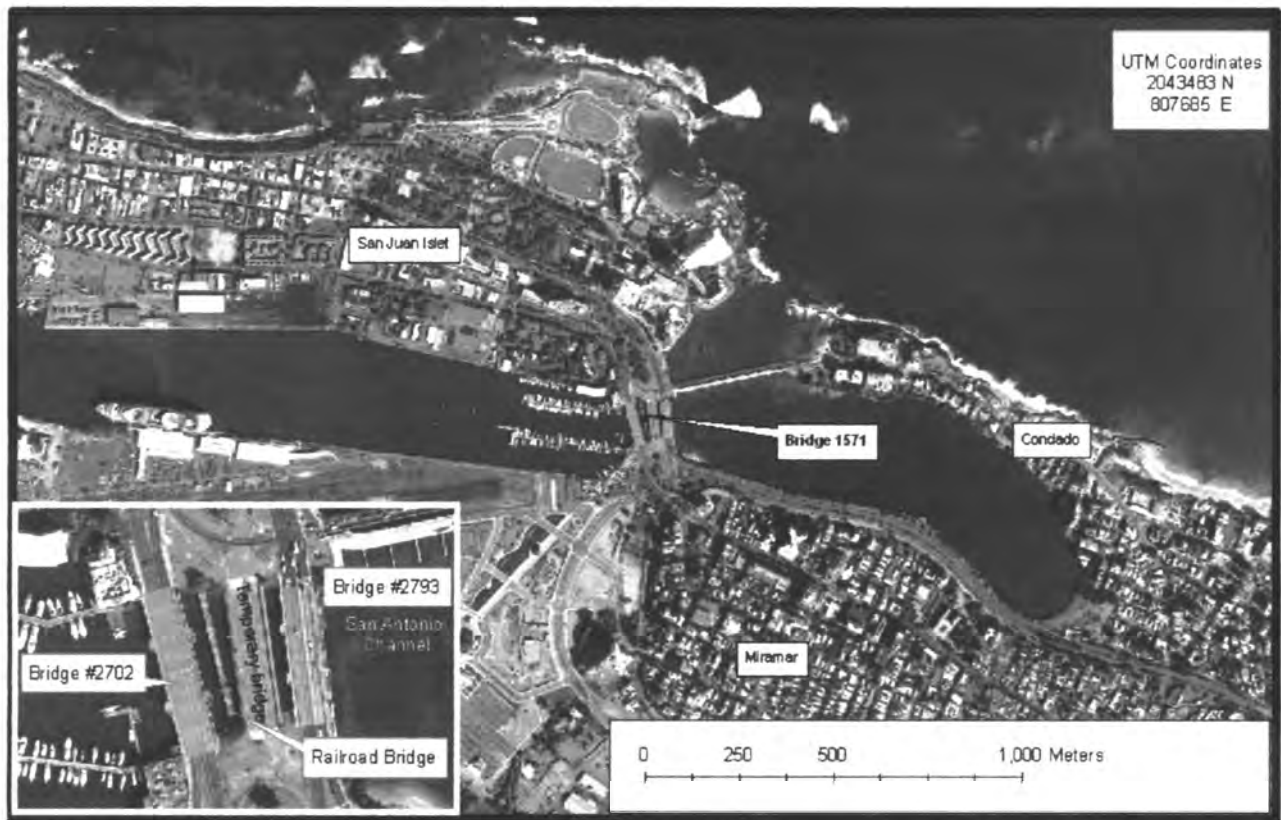 UTM Coordinates
2043483 N
807685 E
San Juan Islet
Bridge 1571
Condado
Bridge #2793
San Antonio
Channel
Temporary bridge
Bridge #2702
Miramar
Railroad Bridge
0 250 500 1,000 Meters